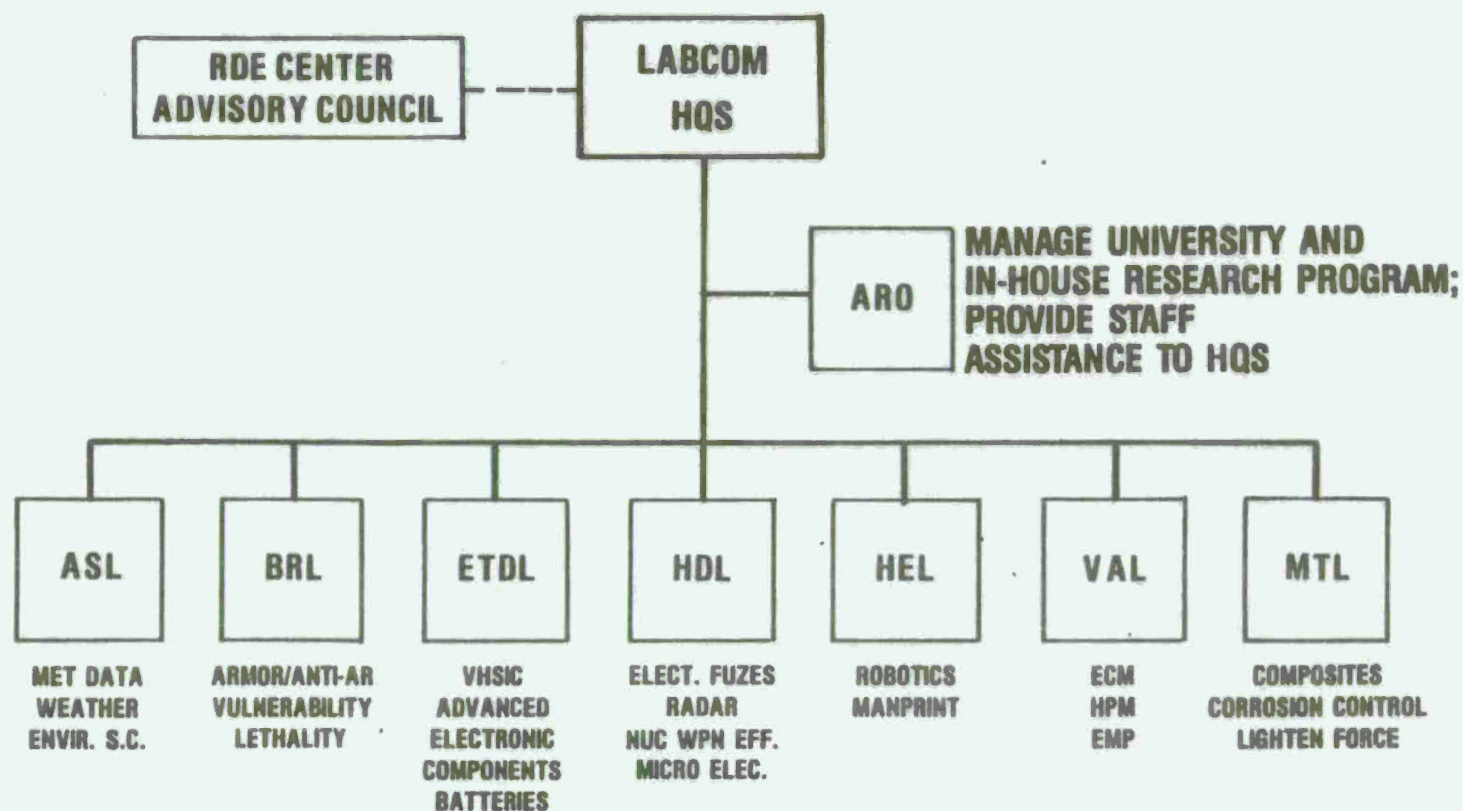 RDE CENTER
ADVISORY COUNCIL
LABCOM
HQS
ARO
MANAGE UNIVERSITY AND
IN-HOUSE RESEARCH PROGRAM;
PROVIDE STAFF
ASSISTANCE TO HQS
ASL
MET DATA
WEATHER
ENVIR. S.C.
BRL
ARMOR/ANTI-AR
VULNERABILITY
LETHALITY
ETDL
VHSIC
ADVANCED
ELECTRONIC
COMPONENTS
BATTERIES
HDL
ELECT. FUZES
RADAR
NUC WPN EFF.
MICRO ELEC.
HEL
ROBOTICS
MANPRINT
VAL
ECM
HPM
EMP
MTL
COMPOSITES
CORROSION CONTROL
LIGHTEN FORCE